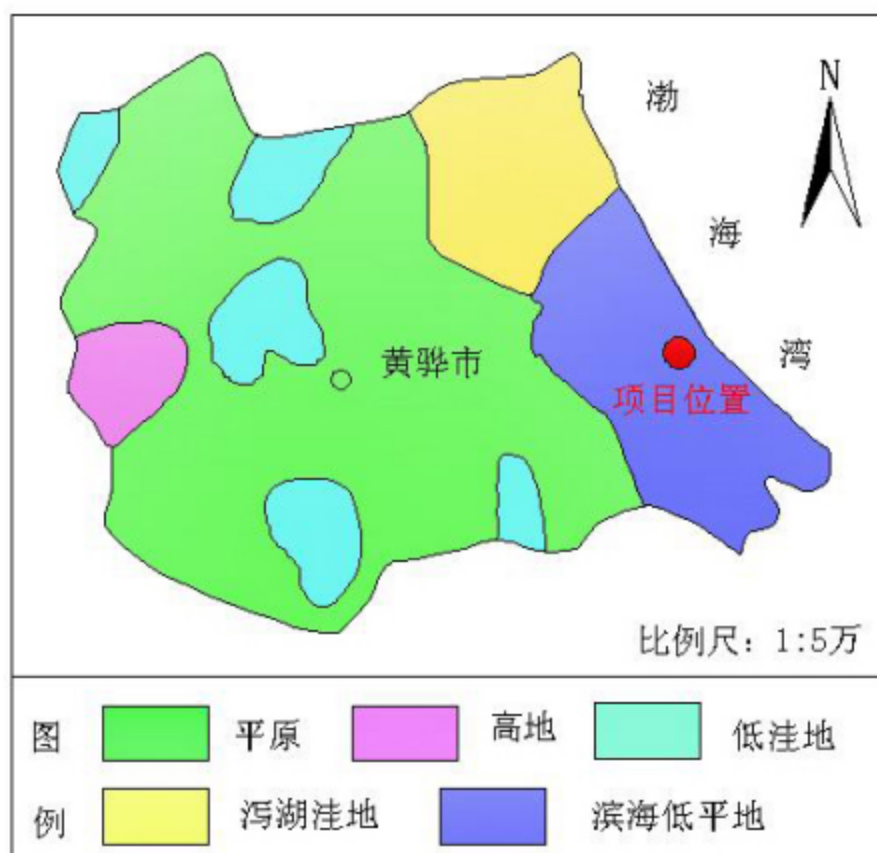 渤
N
海
湾
黄骅市
项目位置
比例尺：1:5万
图 平原 高地 低洼地
例 泻湖洼地 滨海低平地